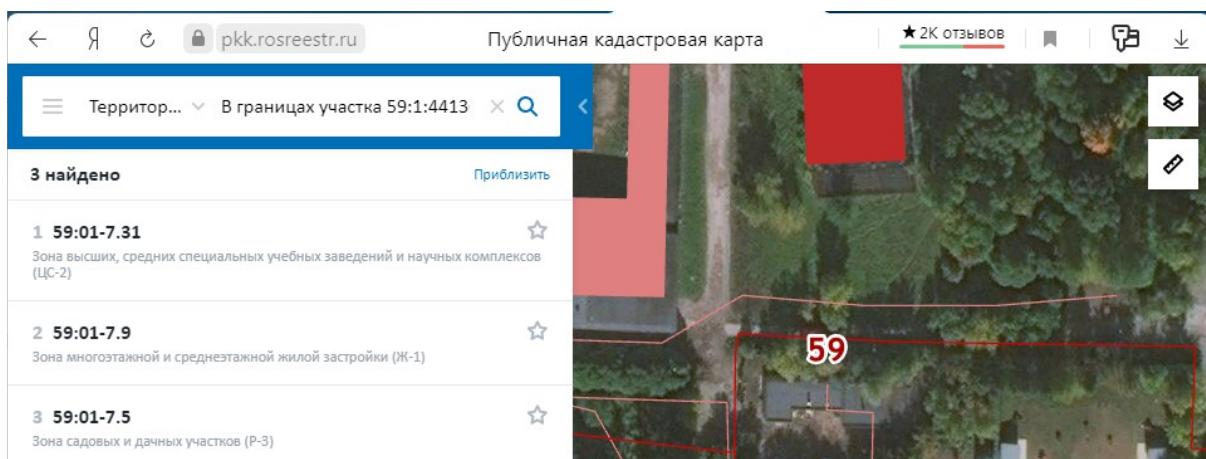 Я pkk.rosreestr.ru Публичная кадастровая карта ★ 2К отзывов
Территор... В границах участка 59:1:4413
3 найдено Приблизить
1 59:01-7.31
Зона высших, средних специальных учебных заведений и научных комплексов
(ЦС-2)
2 59:01-7.9
Зона многоэтажной и среднеэтажной жилой застройки (Ж-1)
59
3 59:01-7.5
Зона садовых и дачных участков (Р-3)